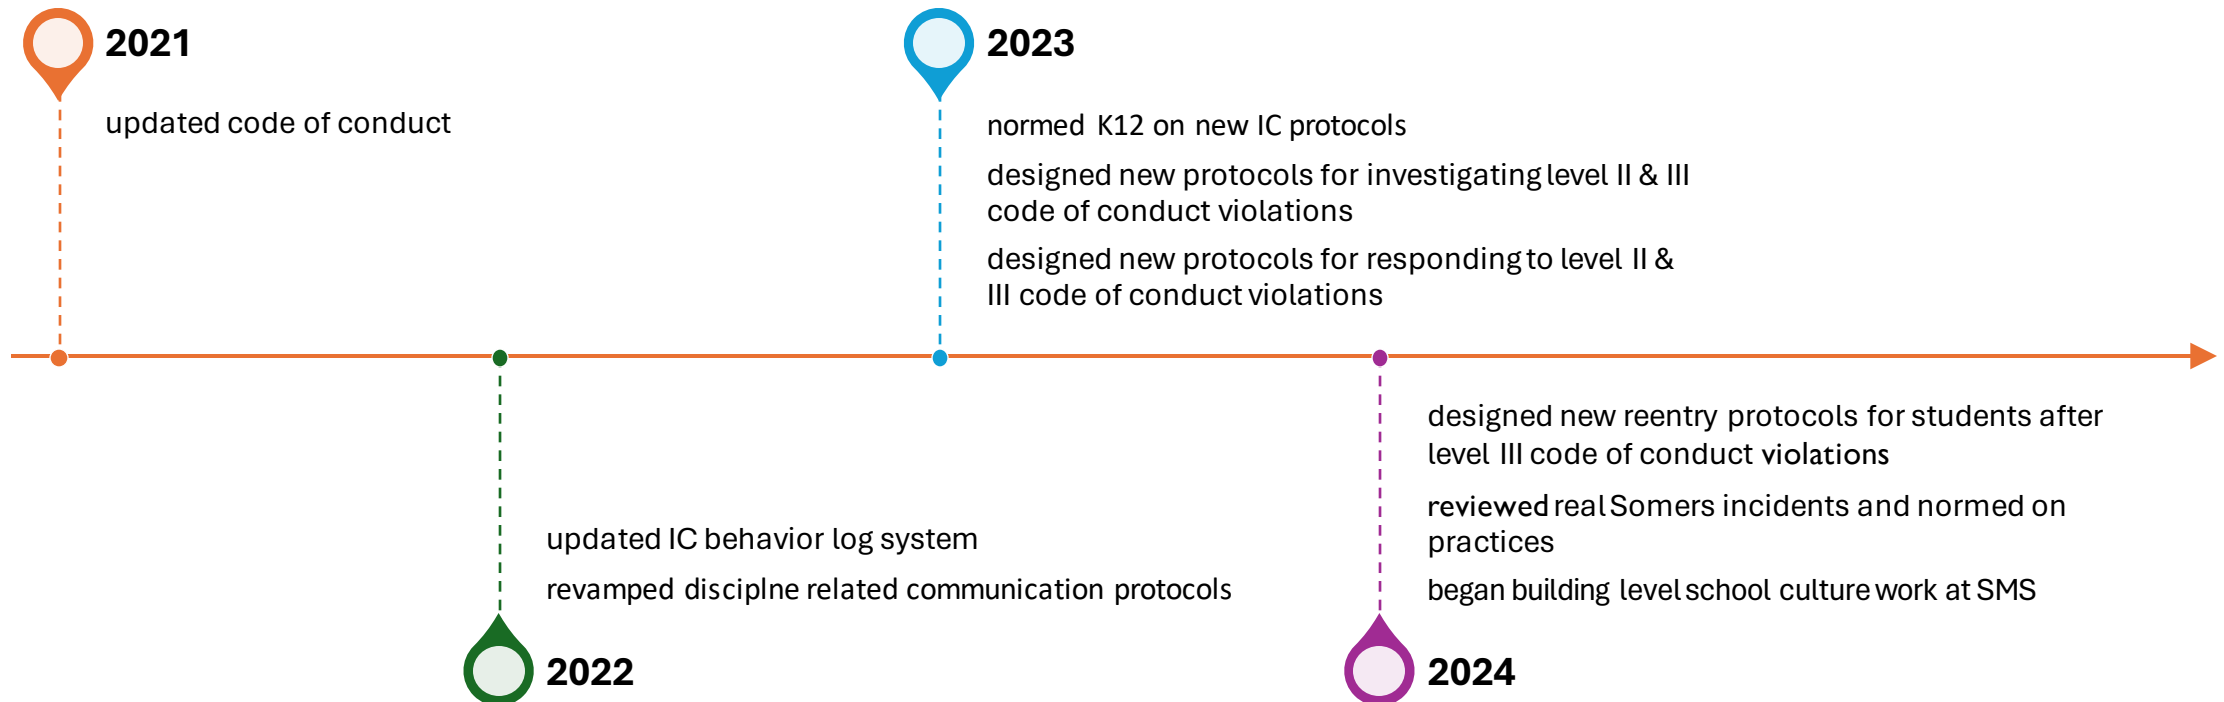 2021
updated code of conduct
2023
normed K12 on new IC protocols
designed new protocols for investigating level II & III
code of conduct violations
designed new protocols for responding to level II &
III code of conduct violations
updated IC behavior log system
revamped disciplne related communication protocols
2022
designed new reentry protocols for students after
level III code of conduct violations
reviewed real Somers incidents and normed on
practices
began building level school culture work at SMS
2024